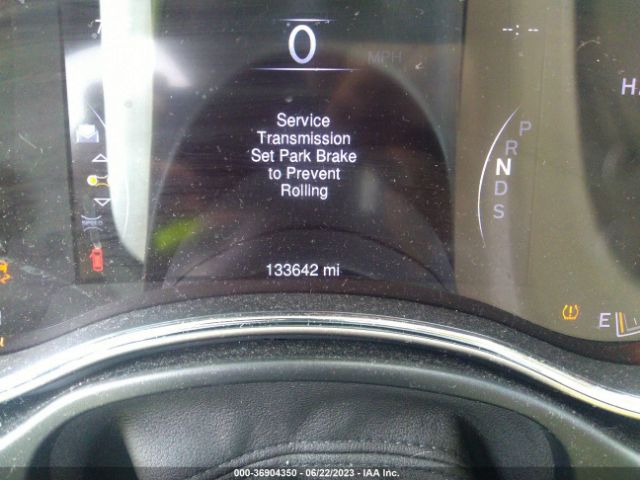 0
MPH
Service
Transmission
Set Park Brake
to Prevent
Rolling
133642 mi
P
R
N
D
S
E
000-36904350 - 06/22/2023 - IAA Inc.